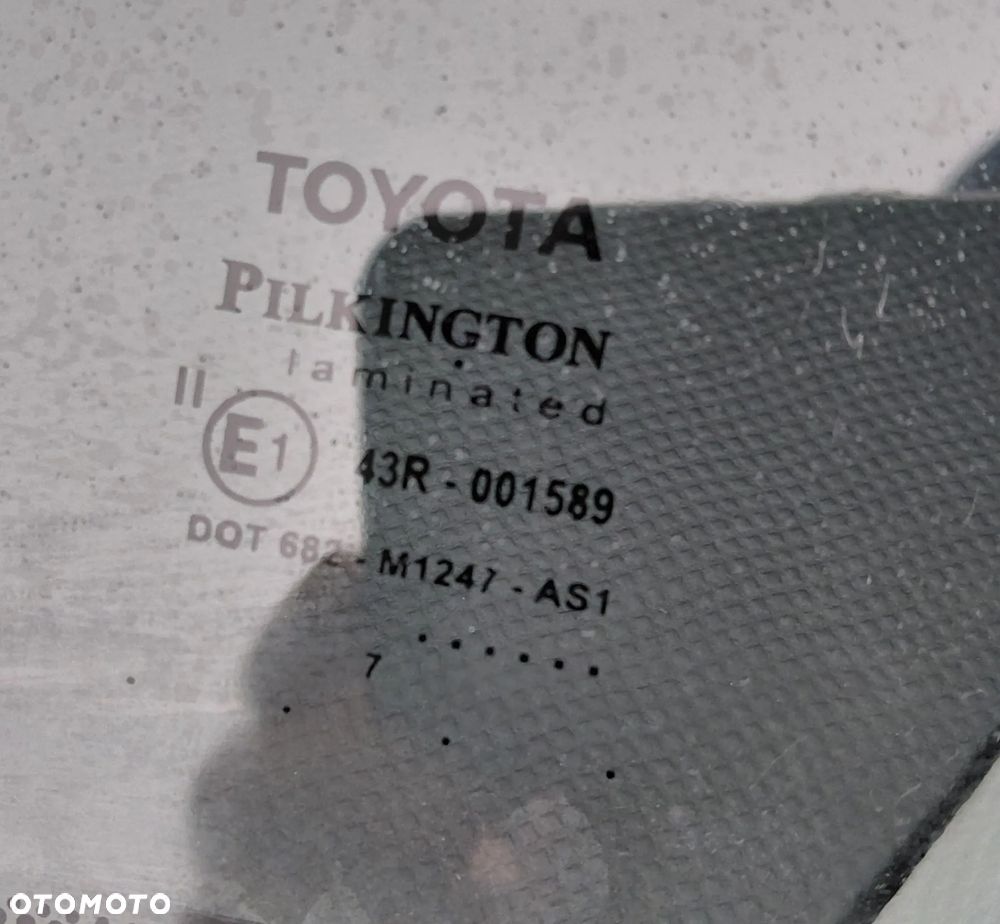 TOYOTA
PILKINGTON
laminated
II
E1 43R - 001589
DOT 682 - M1247 - AS1
. . . . . .
7
OTOMOTO